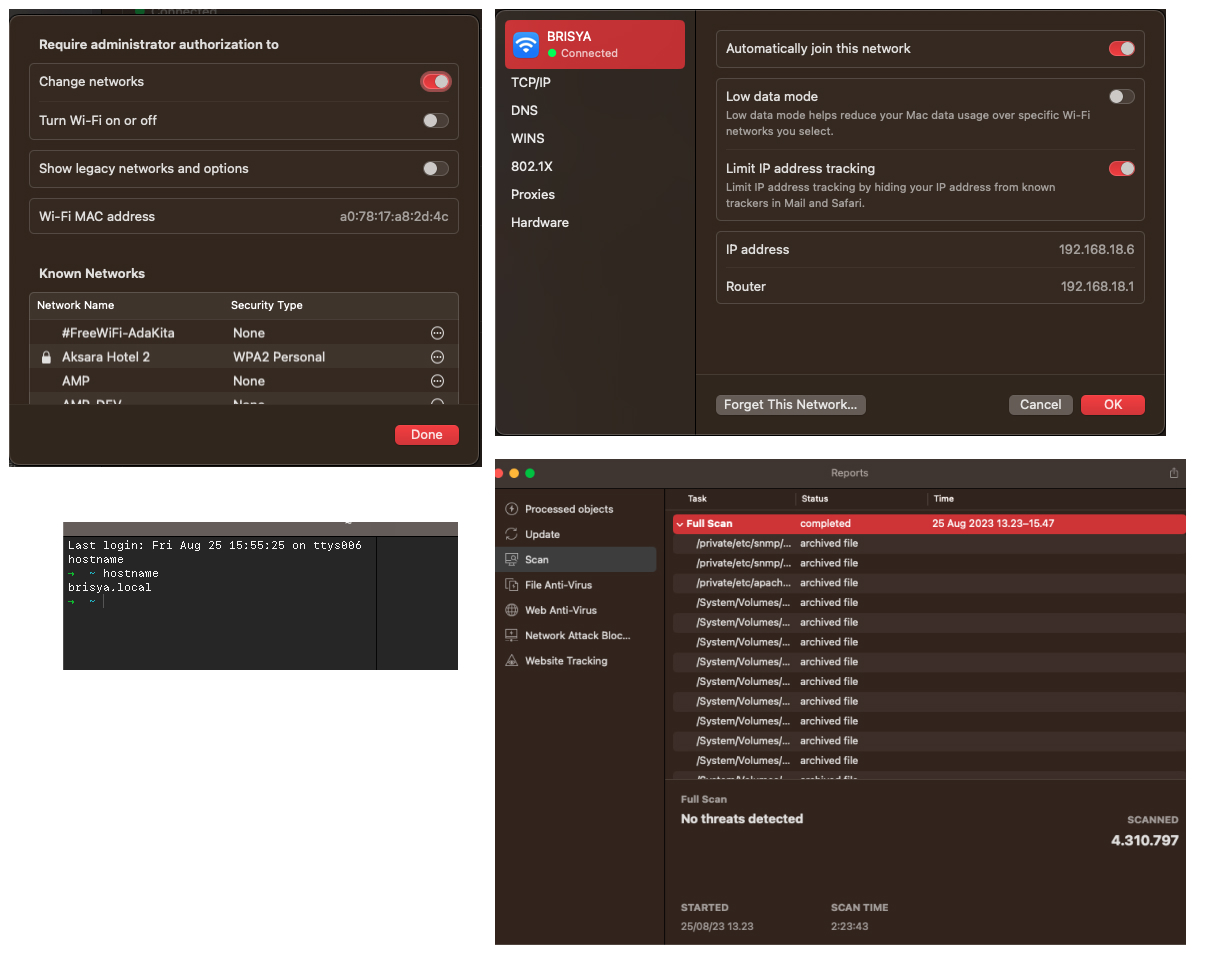 Connected
Require administrator authorization to
Change networks
Turn Wi-Fi on or off
Show legacy networks and options
Wi-Fi MAC address a0:78:17:a8:2d:4c
Known Networks
Network Name Security Type
#FreeWiFi-AdaKita None
Aksara Hotel 2 WPA2 Personal
AMP None
AMP-DEV None
Done
BRISYA
Connected
TCP/IP
DNS
WINS
802.1X
Proxies
Hardware
Automatically join this network
Low data mode
Low data mode helps reduce your Mac data usage over specific Wi-Fi
networks you select.
Limit IP address tracking
Limit IP address tracking by hiding your IP address from known
trackers in Mail and Safari.
IP address 192.168.18.6
Router 192.168.18.1
Forget This Network... Cancel OK
Last login: Fri Aug 25 15:55:25 on ttys006
hostname
→ ~ hostname
brisya.local
→ ~
Reports
Processed objects
Update
Scan
File Anti-Virus
Web Anti-Virus
Network Attack Bloc...
Website Tracking
Task Status Time
Full Scan completed 25 Aug 2023 13.23–15.47
/private/etc/snmp/... archived file
/private/etc/snmp/... archived file
/private/etc/apach... archived file
/System/Volumes/... archived file
/System/Volumes/... archived file
/System/Volumes/... archived file
/System/Volumes/... archived file
/System/Volumes/... archived file
/System/Volumes/... archived file
/System/Volumes/... archived file
/System/Volumes/... archived file
/System/Volumes/... archived file
/System/Volumes/... archived file
Full Scan
No threats detected
SCANNED
4.310.797
STARTED SCAN TIME
25/08/23 13.23 2:23:43